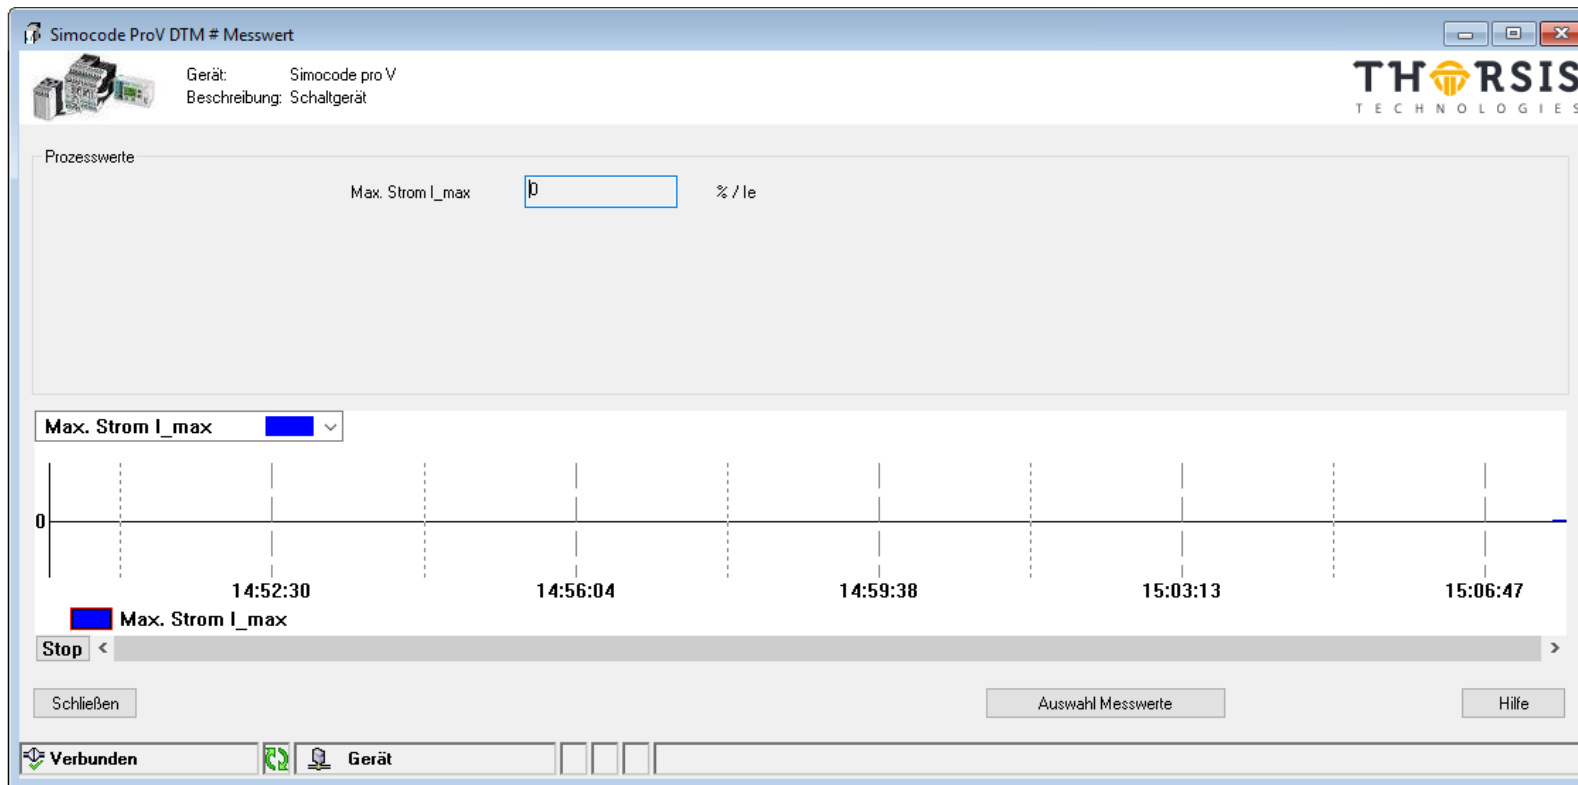 Simocode ProV DTM # Messwert
Gerät: Simocode pro V
Beschreibung: Schaltgerät
THORSIS
TECHNOLOGIES
Prozesswerte
Max. Strom I_max 0 % / Ie
Max. Strom I_max
0
14:52:30 14:56:04 14:59:38 15:03:13 15:06:47
Max. Strom I_max
Stop < >
Schließen Auswahl Messwerte Hilfe
Verbunden Gerät